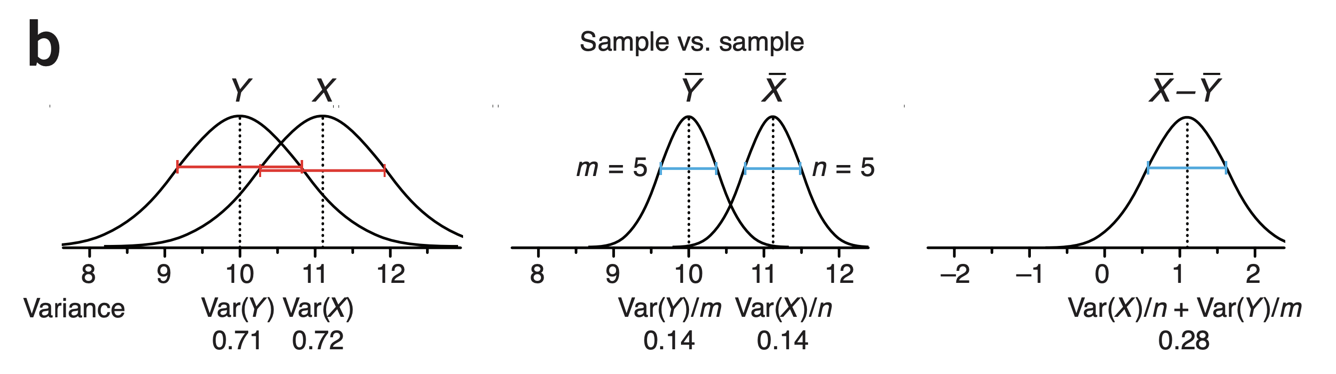 b
Sample vs. sample
Y X
Ȳ X̄
X̄ – Ȳ
m = 5 n = 5
8 9 10 11 12
8 9 10 11 12
–2 –1 0 1 2
Variance Var(Y) Var(X)
0.71 0.72
Var(Y)/m Var(X)/n
0.14 0.14
Var(X)/n + Var(Y)/m
0.28